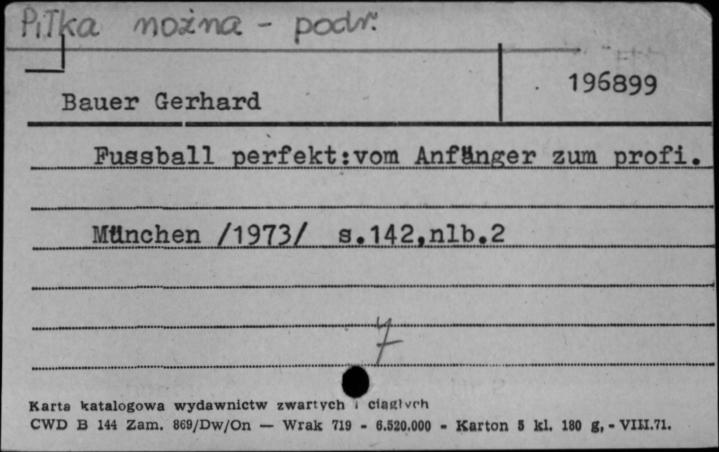 Piłka nożna - podr.
196899
Bauer Gerhard
Fussball perfekt:vom Anfänger zum profi.
München /1973/ s.142,nlb.2
7
Karta katalogowa wydawnictw zwartych i ciągłych
CWD B 144 Zam. 869/Dw/On — Wrak 719 - 6.520.000 - Karton 5 kl. 180 g, - VIII.71.